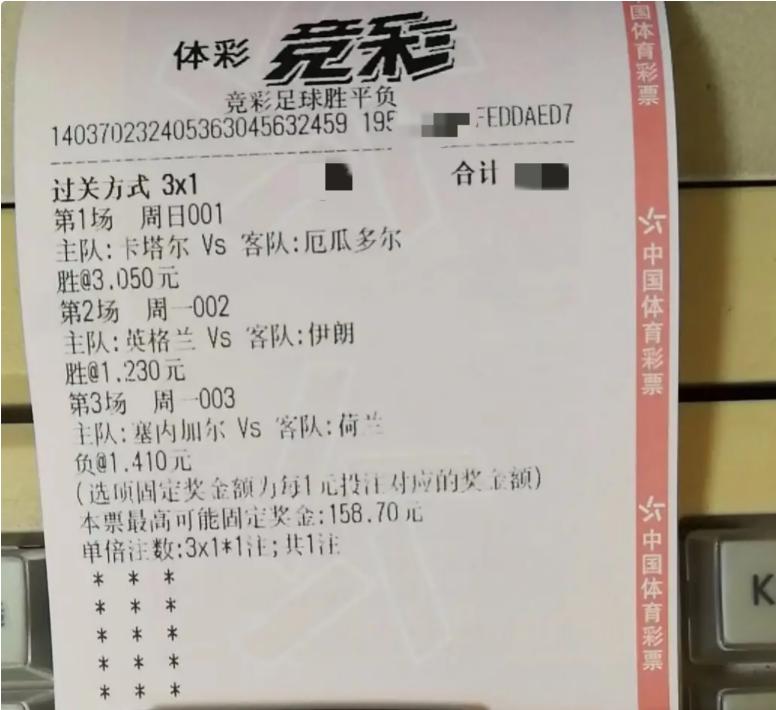 体彩 竞彩
竞彩足球胜平负
140370232405363045632459 195 FEDDAED7
过关方式 3x1 合计
第1场 周日001
主队:卡塔尔 Vs 客队:厄瓜多尔
胜@3.050元
第2场 周一002
主队:英格兰 Vs 客队:伊朗
胜@1.230元
第3场 周一003
主队:塞内加尔 Vs 客队:荷兰
负@1.410元
(选项固定奖金额为每1元投注对应的奖金额)
本票最高可能固定奖金:158.70元
单倍注数:3x1*1注;共1注
* * *
* * *
* * *
* * *
* * *
国体育彩票
中国体育彩票
中国体育彩票
K